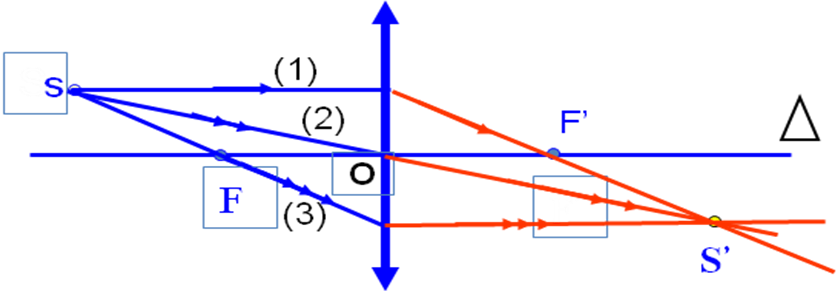 (1)
S
(2)
F’
Δ
O
F
(3)
S’